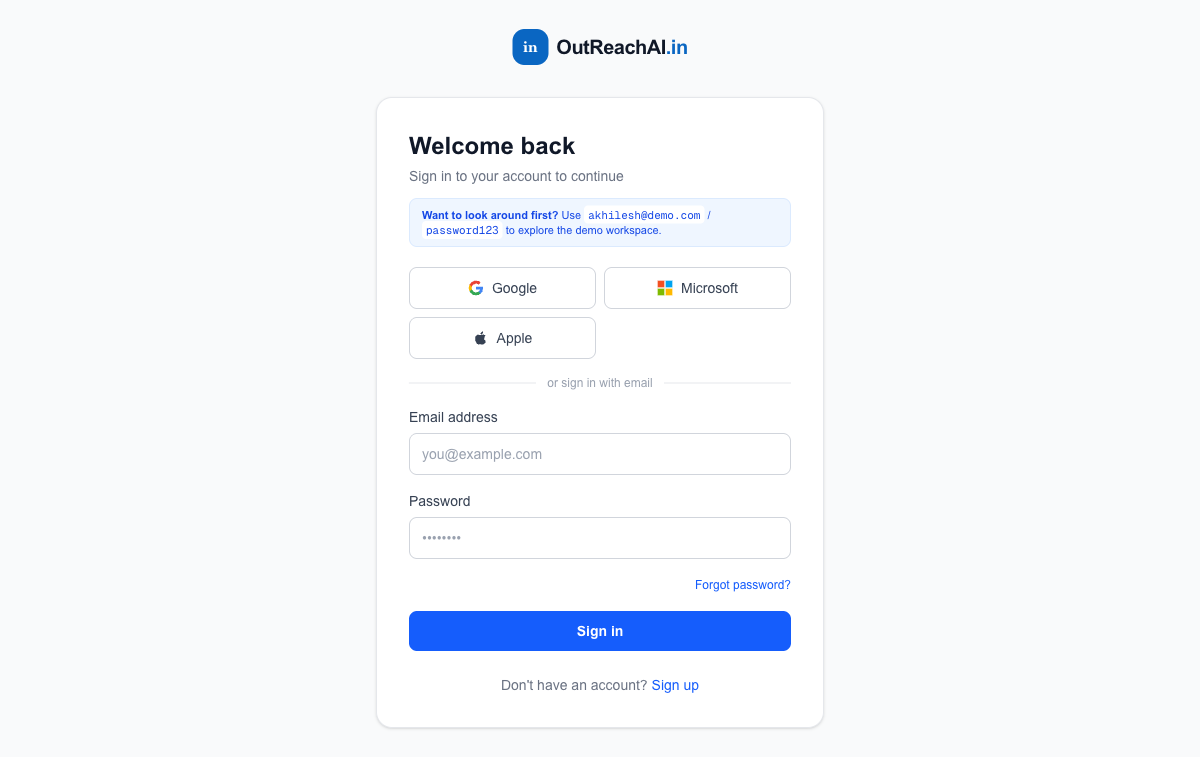 in OutReachAI.in
Welcome back
Sign in to your account to continue
Want to look around first? Use akhilesh@demo.com /
password123 to explore the demo workspace.
Google
Microsoft
Apple
or sign in with email
Email address
you@example.com
Password
••••••••
Forgot password?
Sign in
Don't have an account? Sign up